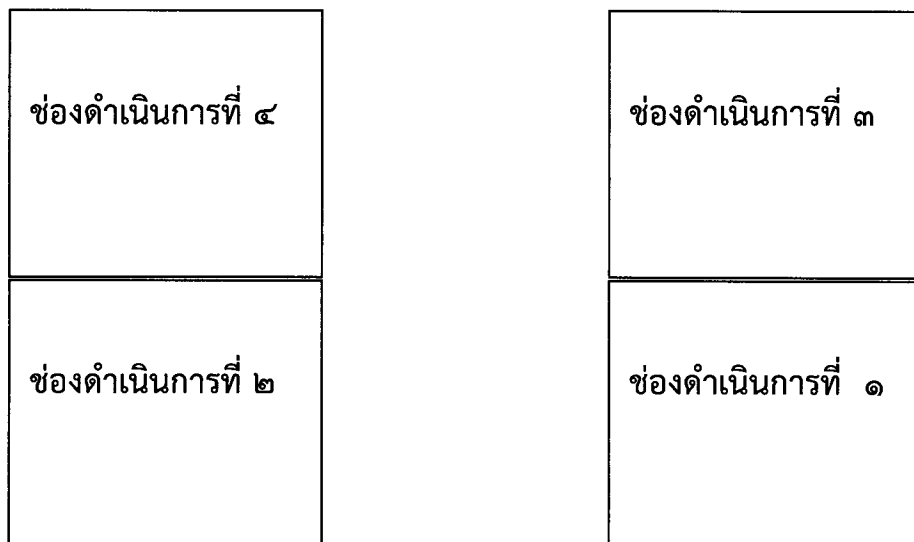 ช่องดำเนินการที่ ๔
ช่องดำเนินการที่ ๓
ช่องดำเนินการที่ ๒
ช่องดำเนินการที่ ๑